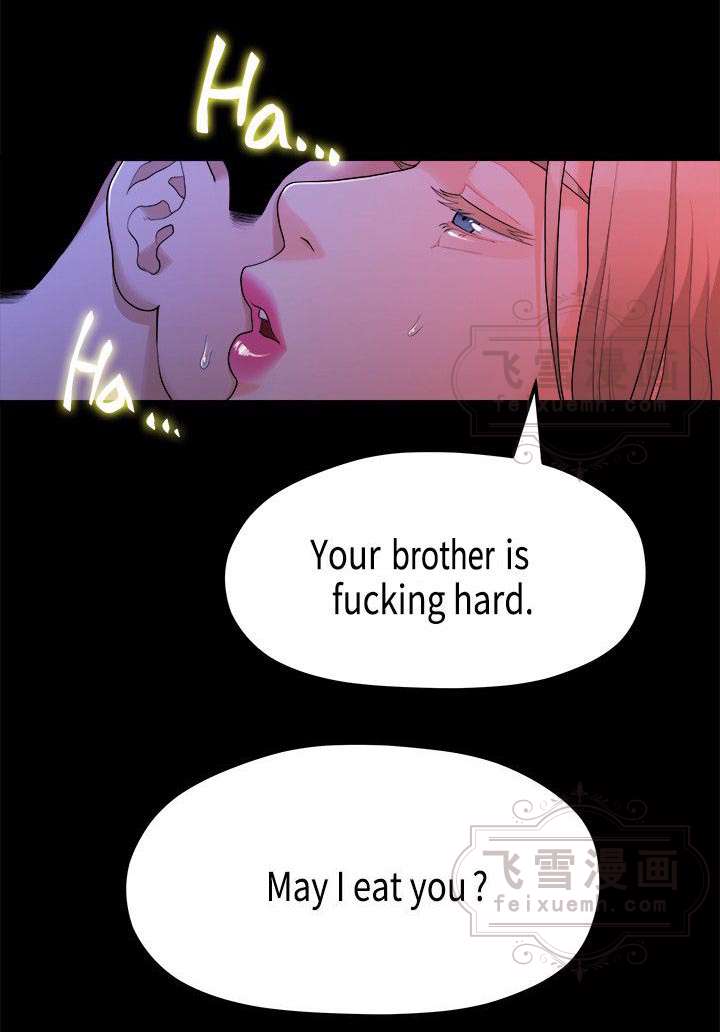 Ha...
飞雪漫画
feixuemh.com
Ha...
Your brother is
fucking hard.
飞雪漫画
feixuemh.com
May I eat you ?